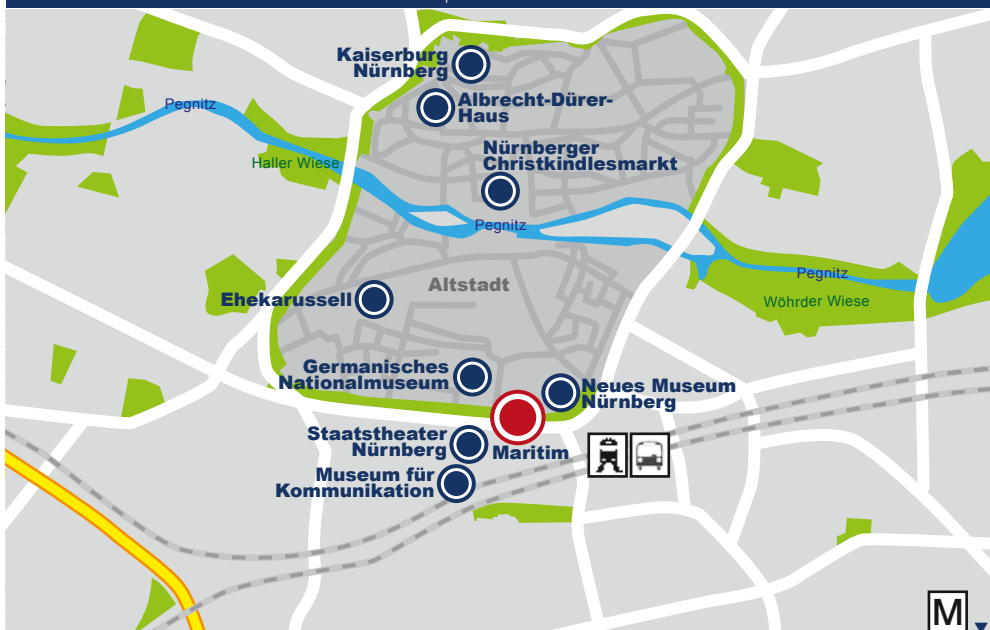 Kaiserburg
Nürnberg
Albrecht-Dürer-
Haus
Pegnitz
Nürnberger
Christkindlesmarkt
Haller Wiese
Pegnitz
Pegnitz
Altstadt
Ehekarussell
Wöhrder Wiese
Germanisches
Nationalmuseum
Neues Museum
Nürnberg
Staatstheater
Nürnberg
Maritim
Museum für
Kommunikation
M